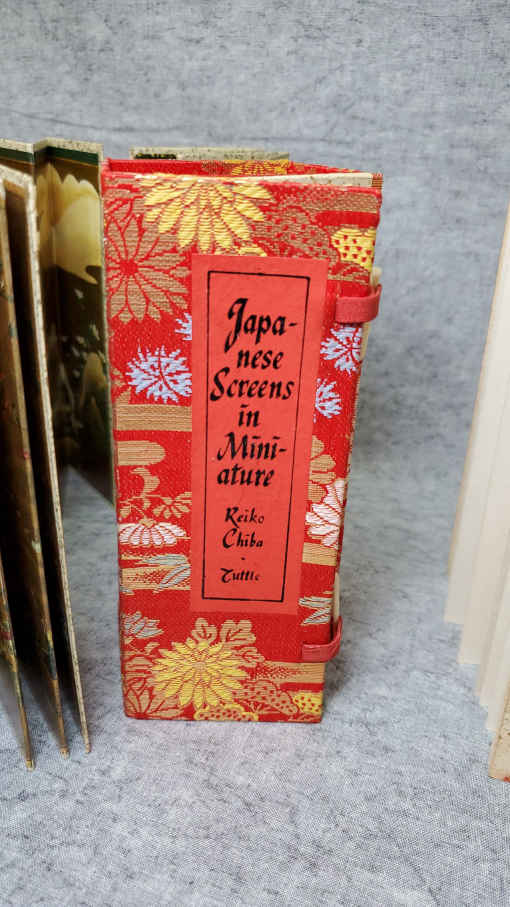 Japa-
nese
Screens
in
Mini-
ature
Reiko
Chiba
-
Tuttle